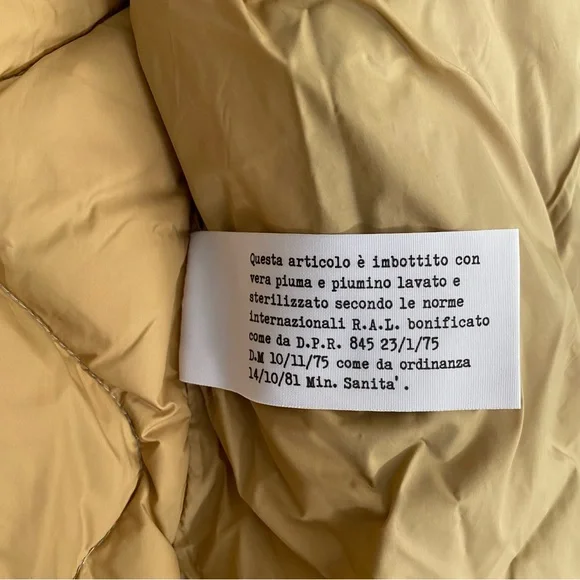 Questa articolo è imbottito con
vera piuma e piumino lavato e
sterilizzato secondo le norme
internazionali R.A.L. bonificato
come da D.P.R. 845 23/1/75
D.M 10/11/75 come da ordinanza
14/10/81 Min. Sanita'.